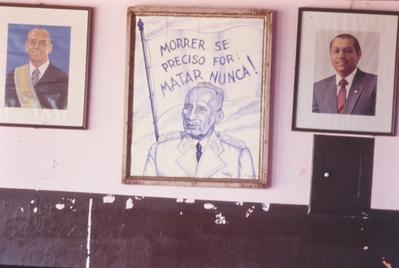 MORRER SE
PRECISO FOR:
MATAR NUNCA!